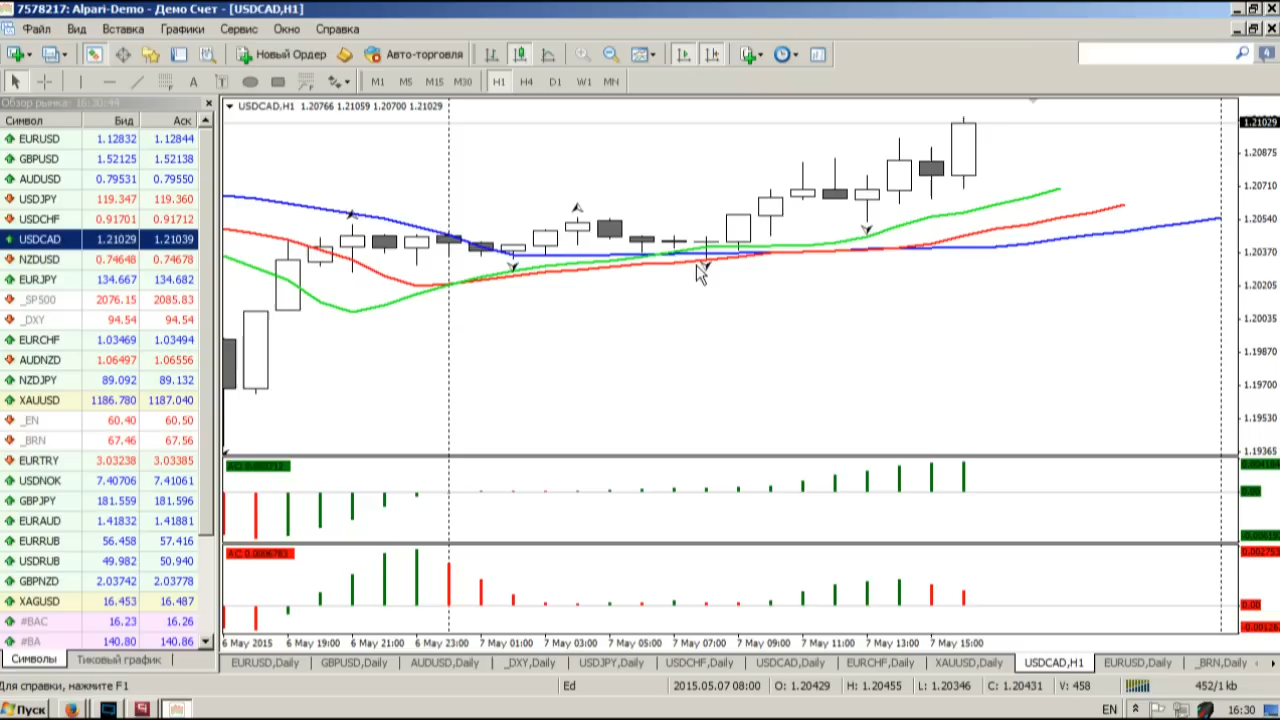 7578217: Alpari-Demo - Демо Счет - [USDCAD,H1]
Файл Вид Вставка Графики Сервис Окно Справка
Новый Ордер Авто-торговля 4
A T M1 M5 M15 M30 H1 H4 D1 W1 MN
Обзор рынка: 16:30:44
Символ Бид Аск
EURUSD 1.12832 1.12844
GBPUSD 1.52125 1.52138
AUDUSD 0.79531 0.79550
USDJPY 119.347 119.360
USDCHF 0.91701 0.91712
USDCAD 1.21029 1.21039
NZDUSD 0.74648 0.74678
EURJPY 134.667 134.682
_SP500 2076.15 2085.83
_DXY 94.54 94.54
EURCHF 1.03469 1.03494
AUDNZD 1.06497 1.06556
NZDJPY 89.092 89.132
XAUUSD 1186.780 1187.040
_EN 60.40 60.50
_BRN 67.46 67.56
EURTRY 3.03238 3.03385
USDNOK 7.40706 7.41061
GBPJPY 181.559 181.596
EURAUD 1.41832 1.41881
EURRUB 56.458 57.416
USDRUB 49.982 50.940
GBPNZD 2.03742 2.03778
XAGUSD 16.453 16.487
#BAC 16.23 16.26
#BA 140.80 140.86
Символы Тиковый график
USDCAD,H1 1.20766 1.21059 1.20700 1.21029
1.21029
1.20875
1.20710
1.20540
1.20370
1.20205
1.20035
1.19870
1.19700
1.19530
1.19365
0.00
AC 0.0006783
0.002753
0.00
6 May 2015 6 May 19:00 6 May 21:00 6 May 23:00 7 May 01:00 7 May 03:00 7 May 05:00 7 May 07:00 7 May 09:00 7 May 11:00 7 May 13:00 7 May 15:00
EURUSD,Daily GBPUSD,Daily AUDUSD,Daily _DXY,Daily USDJPY,Daily USDCHF,Daily USDCAD,Daily EURCHF,Daily XAUUSD,Daily USDCAD,H1 EURUSD,Daily _BRN,Daily
Для справки, нажмите F1 Ed 2015.05.07 08:00 O: 1.20429 H: 1.20455 L: 1.20346 C: 1.20431 V: 458 452/1 kb
Пуск EN 16:30